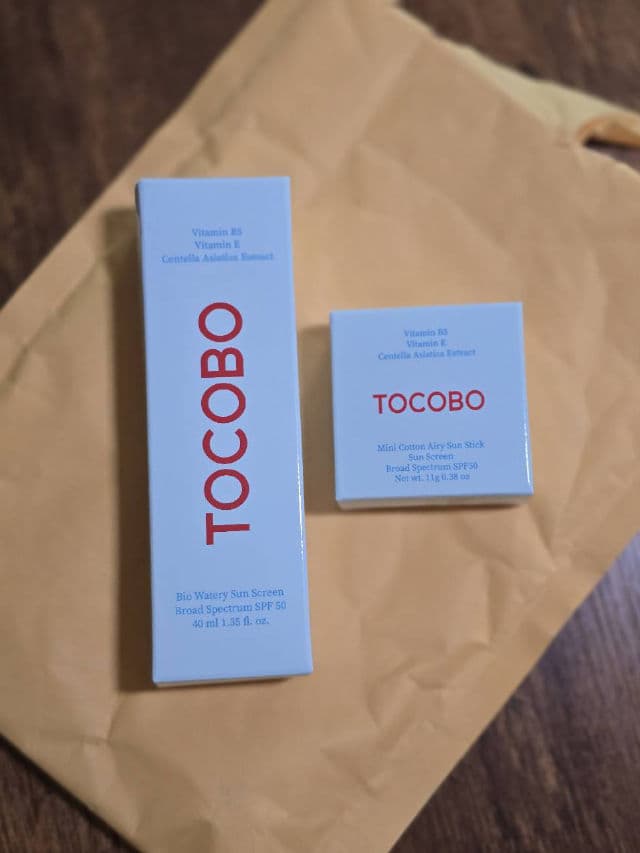 Vitamin B5
Vitamin E
Centella Asiatica Extract
TOCOBO
Bio Watery Sun Screen
Broad Spectrum SPF 50
40 ml 1.35 fl. oz.
Vitamin B5
Vitamin E
Centella Asiatica Extract
TOCOBO
Mini Cotton Airy Sun Stick
Sun Screen
Broad Spectrum SPF50
Net wt. 11g 0.38 oz